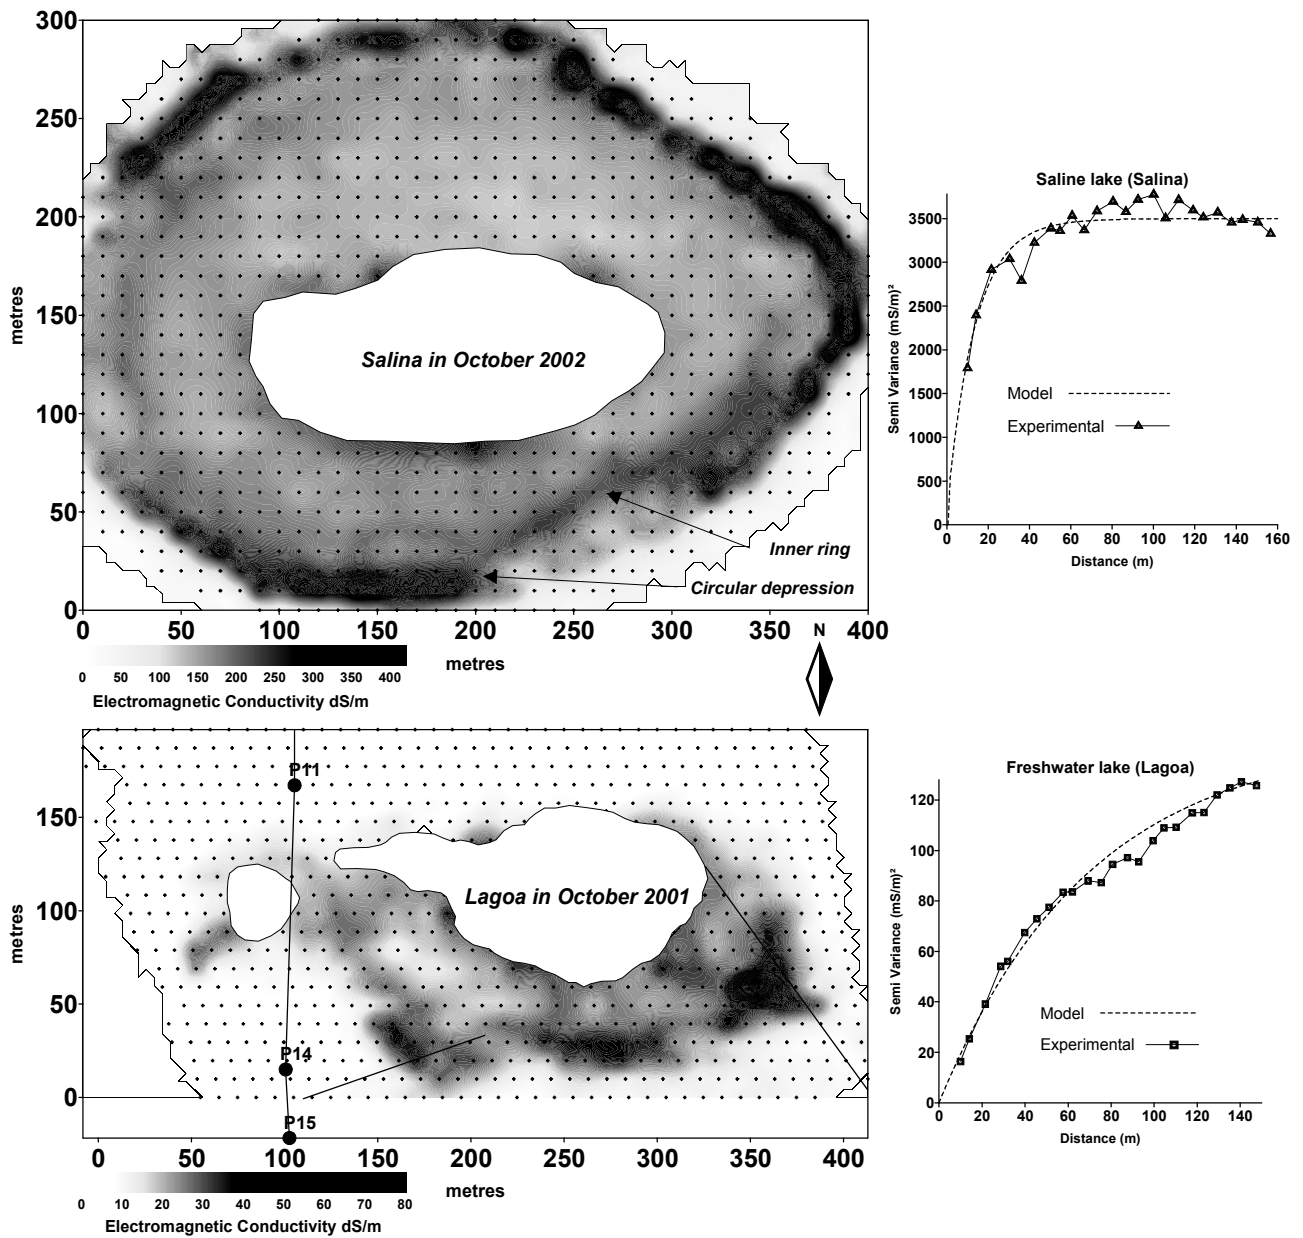 300
250
200
150
100
50
0
metres
Salina in October 2002
Inner ring
Circular depression
0 50 100 150 200 250 300 350 400
metres
N
0 50 100 150 200 250 300 350 400
Electromagnetic Conductivity dS/m
Saline lake (Salina)
3500
3000
2500
2000
1500
1000
500
0
Semi Variance (mS/m)²
Model
Experimental
0 20 40 60 80 100 120 140 160
Distance (m)
150
100
50
0
metres
P11
Lagoa in October 2001
P14
P15
0 50 100 150 200 250 300 350 400
metres
0 10 20 30 40 50 60 70 80
Electromagnetic Conductivity dS/m
Freshwater lake (Lagoa)
120
100
80
60
40
20
0
Semi Variance (mS/m)²
Model
Experimental
0 20 40 60 80 100 120 140
Distance (m)